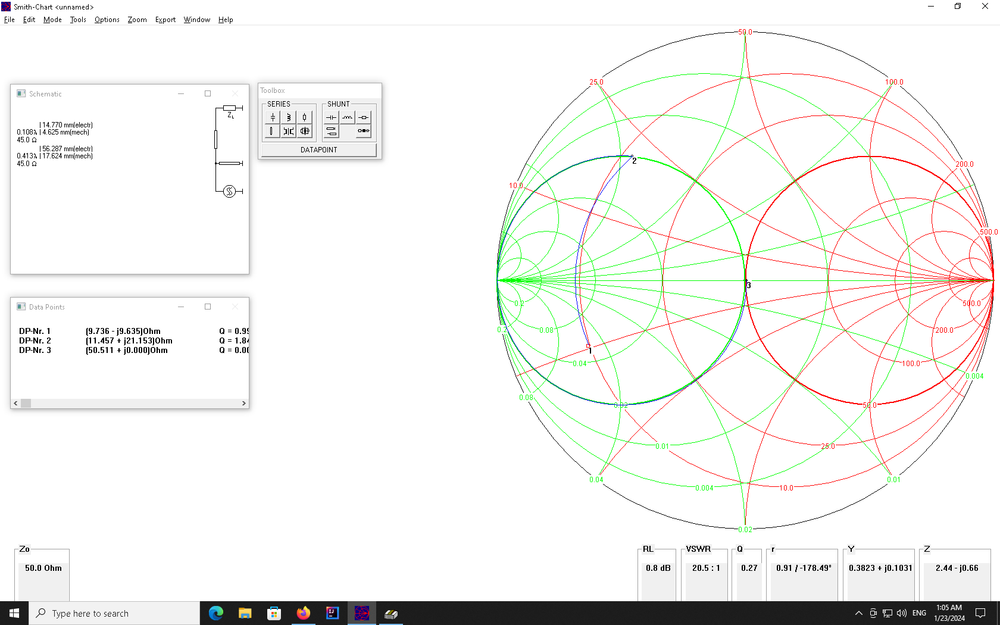 Smith-Chart <unnamed>
File Edit Mode Tools Options Zoom Export Window Help
Schematic
| 14.770 mm(electr)
0.108λ | 4.625 mm(mech)
45.0 Ω
| 56.287 mm(electr)
0.413λ | 17.624 mm(mech)
45.0 Ω
ZL
Toolbox
SERIES
SHUNT
DATAPOINT
Data Points
DP-Nr. 1 (9.736 - j9.635)Ohm Q = 0.99
DP-Nr. 2 (11.457 + j21.153)Ohm Q = 1.84
DP-Nr. 3 (50.511 + j0.000)Ohm Q = 0.00
50.0
25.0
100.0
2
200.0
10.0
500.0
3
0.2
500.0
0.2
0.08
200.0
1
0.04
100.0
0.004
0.08
0.02
50.0
0.01
25.0
0.04
0.01
0.004
10.0
0.02
Zo
50.0 Ohm
RL
0.8 dB
VSWR
20.5 : 1
Q
0.27
r
0.91 / -178.49°
Y
0.3823 + j0.1031
Z
2.44 - j0.66
Type here to search
IJ
ENG
1:05 AM
1/23/2024